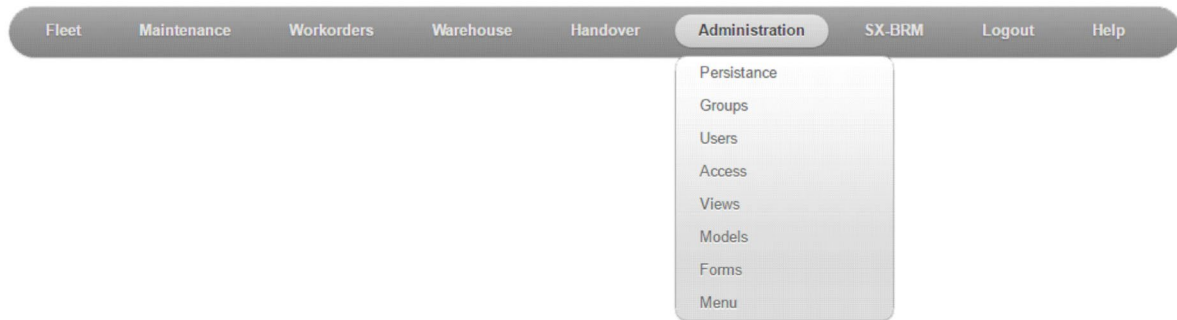 Fleet Maintenance Workorders Warehouse Handover Administration SX-BRM Logout Help
Persistance
Groups
Users
Access
Views
Models
Forms
Menu